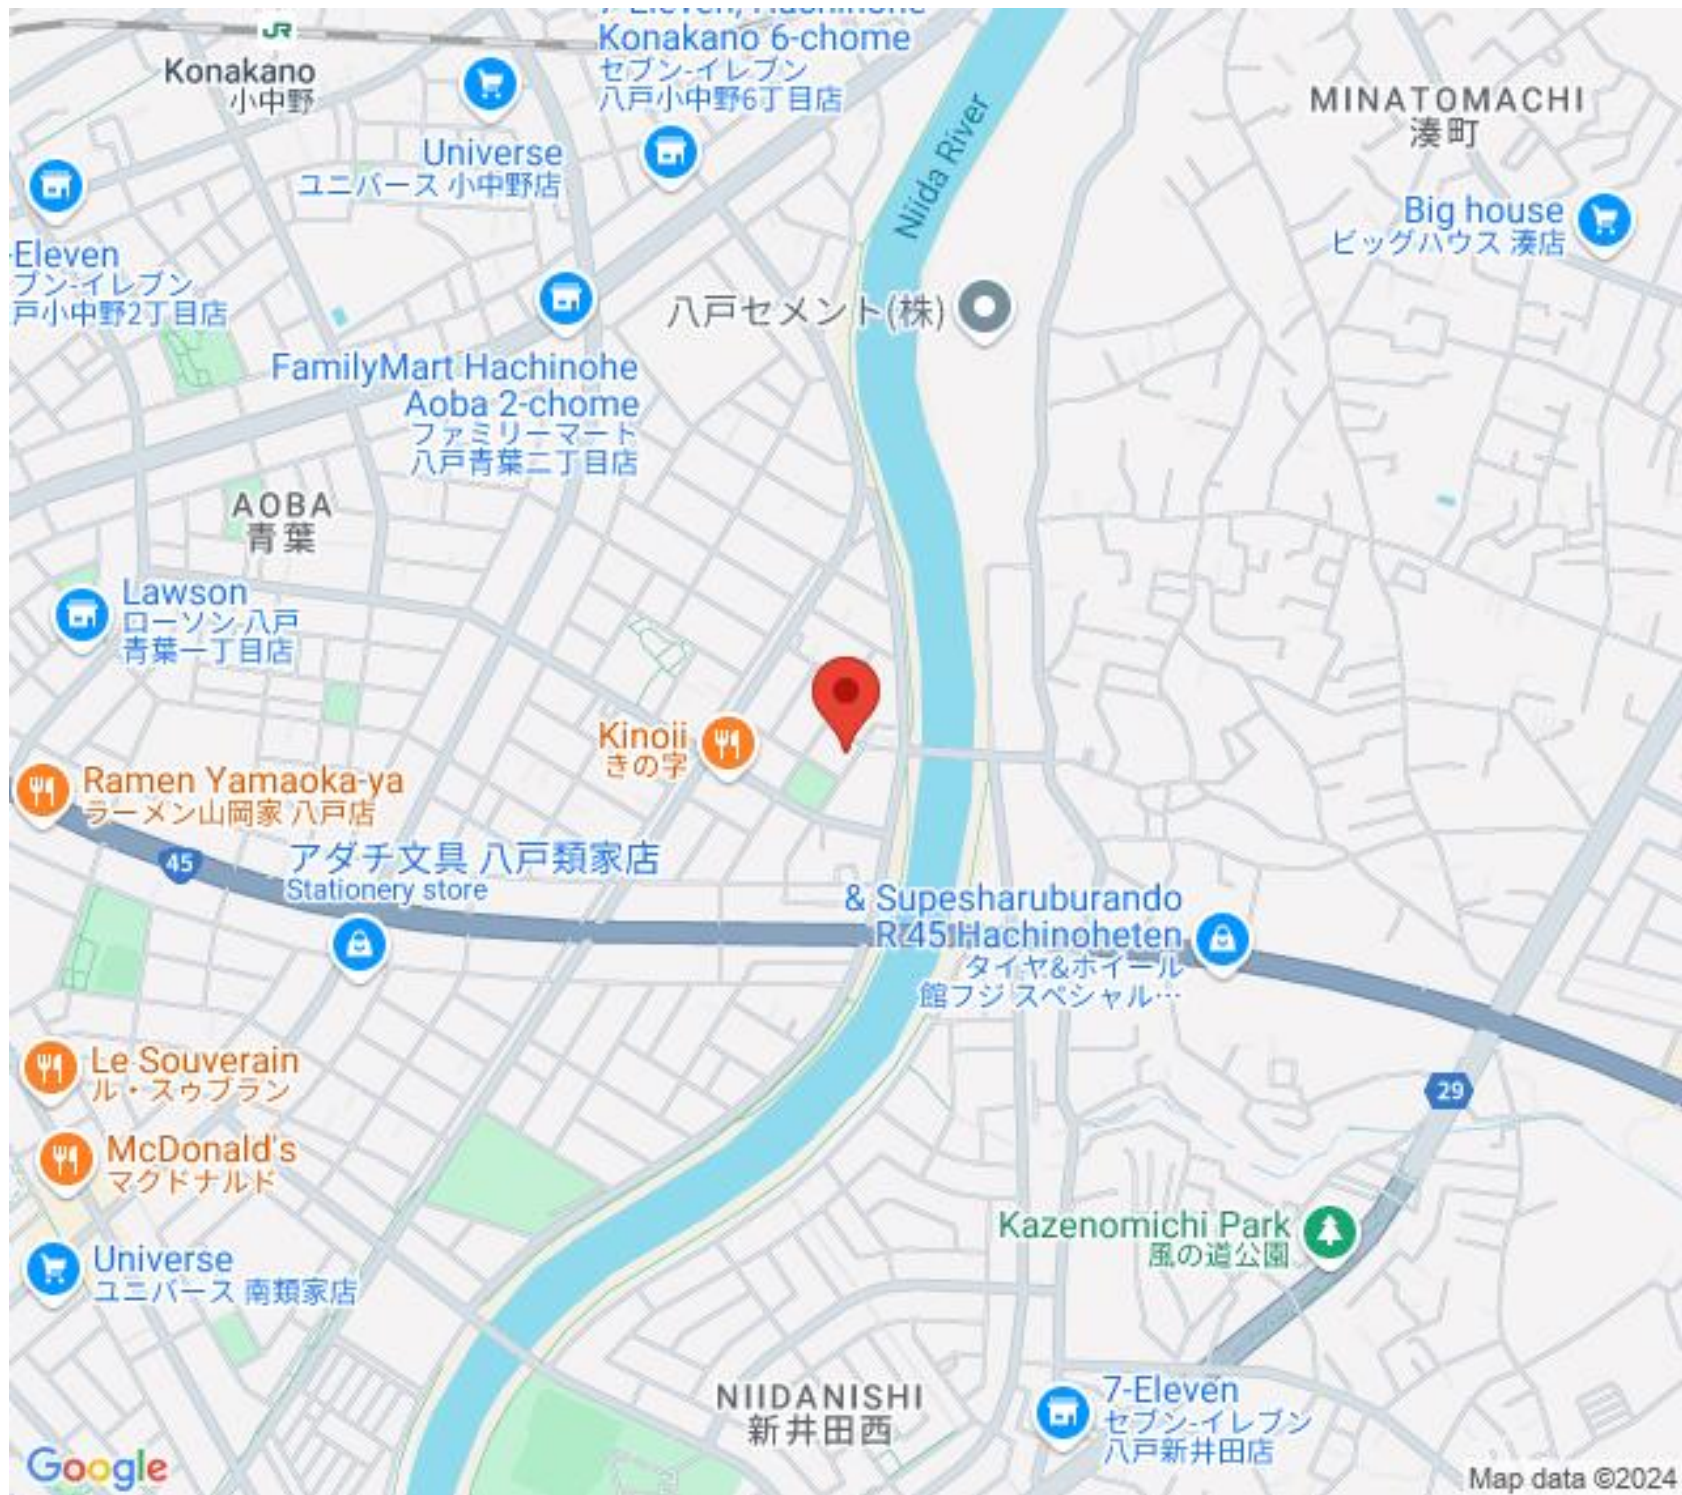 JR
7-Eleven, Hachinohe
Konakano 6-chome
セブン-イレブン
八戸小中野6丁目店
Konakano
小中野
MINATOMACHI
湊町
Niida River
Universe
ユニバース 小中野店
Big house
ビッグハウス 湊店
-Eleven
ブン-イレブン
戸小中野2丁目店
八戸セメント(株)
FamilyMart Hachinohe
Aoba 2-chome
ファミリーマート
八戸青葉二丁目店
AOBA
青葉
Lawson
ローソン 八戸
青葉一丁目店
Kinoji
きの字
Ramen Yamaoka-ya
ラーメン山岡家 八戸店
45
アダチ文具 八戸類家店
Stationery store
& Supesharuburando
R 45 Hachinoheten
タイヤ&ホイール
館フジ スペシャル…
Le Souverain
ル・スゥブラン
29
McDonald's
マクドナルド
Kazenomichi Park
風の道公園
Universe
ユニバース 南類家店
NIIDANISHI
新井田西
7-Eleven
セブン-イレブン
八戸新井田店
Google
Map data ©2024